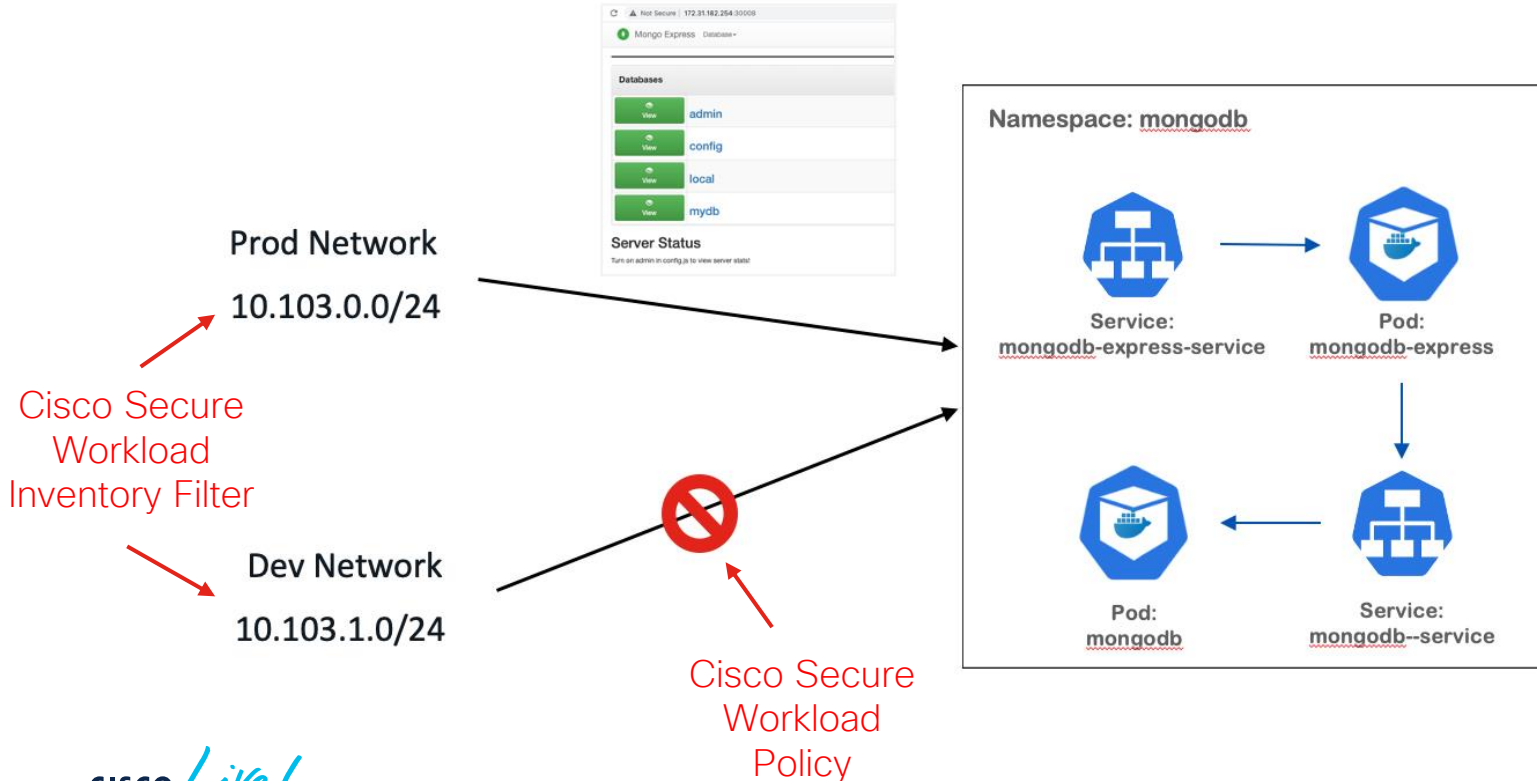 Not Secure | 172.31.182.254:30008
Mongo Express Database
Databases
View admin
View config
View local
View mydb
Server Status
Turn on admin in config.js to view server stats!
Prod Network
10.103.0.0/24
Cisco Secure
Workload
Inventory Filter
Dev Network
10.103.1.0/24
Cisco Secure
Workload
Policy
Namespace: mongodb
Service:
mongodb-express-service
Pod:
mongodb-express
Pod:
mongodb
Service:
mongodb--service
cisco Live!